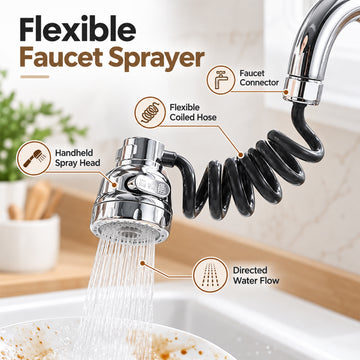 Flexible
Faucet Sprayer
Faucet
Connector
Flexible
Coiled Hose
Handheld
Spray Head
Directed
Water Flow